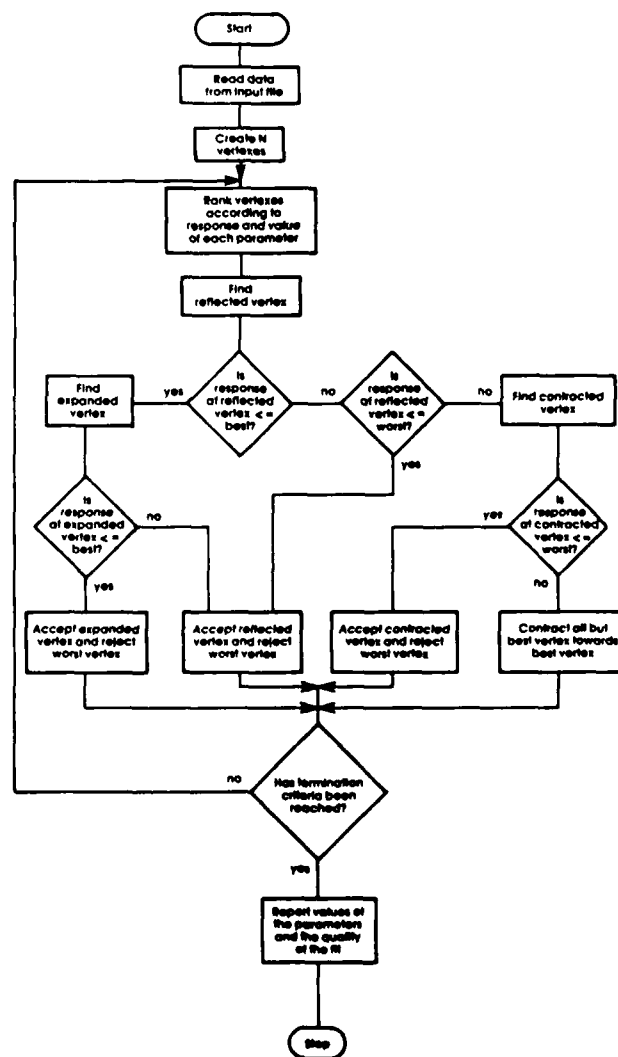 Start
Read data
from input file
Create N
vertexes
Rank vertexes
according to
response and value
of each parameter
Find
reflected vertex
Is
response
at reflected
vertex < =
best?
yes
no
Find
expanded
vertex
Is
response
at reflected
vertex < =
worst?
no
yes
Find contracted
vertex
Is
response
at expanded
vertex < =
best?
no
yes
Is
response
at contracted
vertex < =
worst?
yes
no
Accept expanded
vertex and reject
worst vertex
Accept reflected
vertex and reject
worst vertex
Accept contracted
vertex and reject
worst vertex
Contract all but
best vertex towards
best vertex
Has termination
criteria been
reached?
no
yes
Report values of
the parameters
and the quality
of the fit
Stop